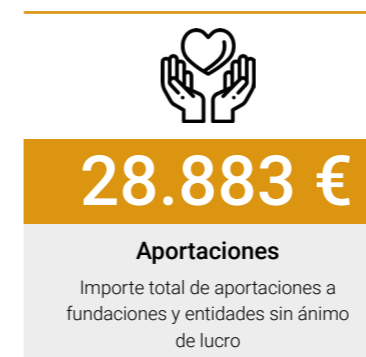 28.883 €
Aportaciones
Importe total de aportaciones a
fundaciones y entidades sin ánimo
de lucro